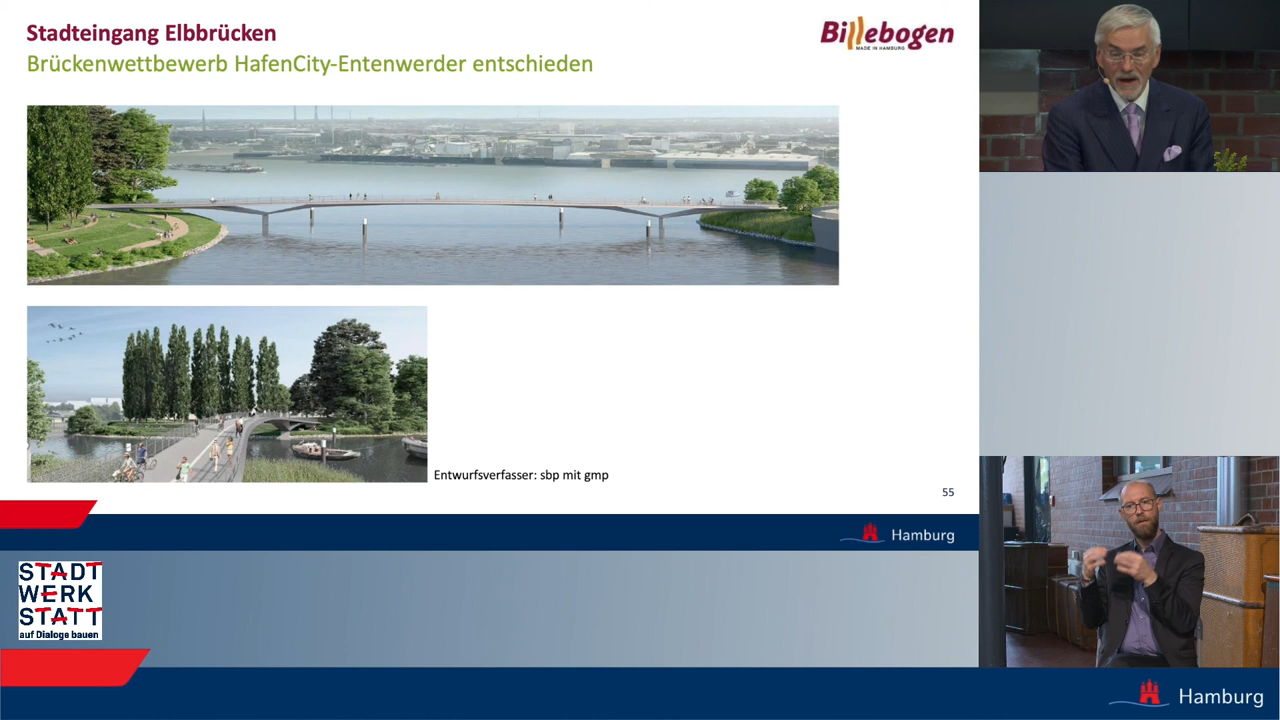 Stadteingang Elbbrücken
Brückenwettbewerb HafenCity-Entenwerder entschieden
Billebogen
MADE IN HAMBURG
Entwurfsverfasser: sbp mit gmp
55
Hamburg
STADT
WERK
STATT
auf Dialoge bauen
Hamburg